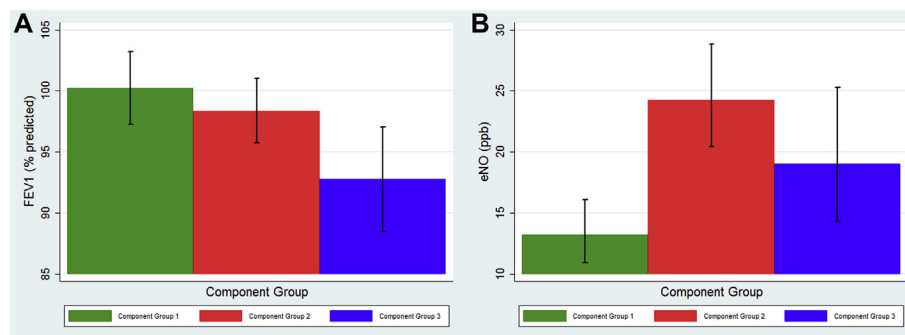 A
FEV1 (% predicted)
105
100
95
90
85
Component Group
Component Group 1
Component Group 2
Component Group 3
B
eNO (ppb)
30
25
20
15
10
Component Group
Component Group 1
Component Group 2
Component Group 3